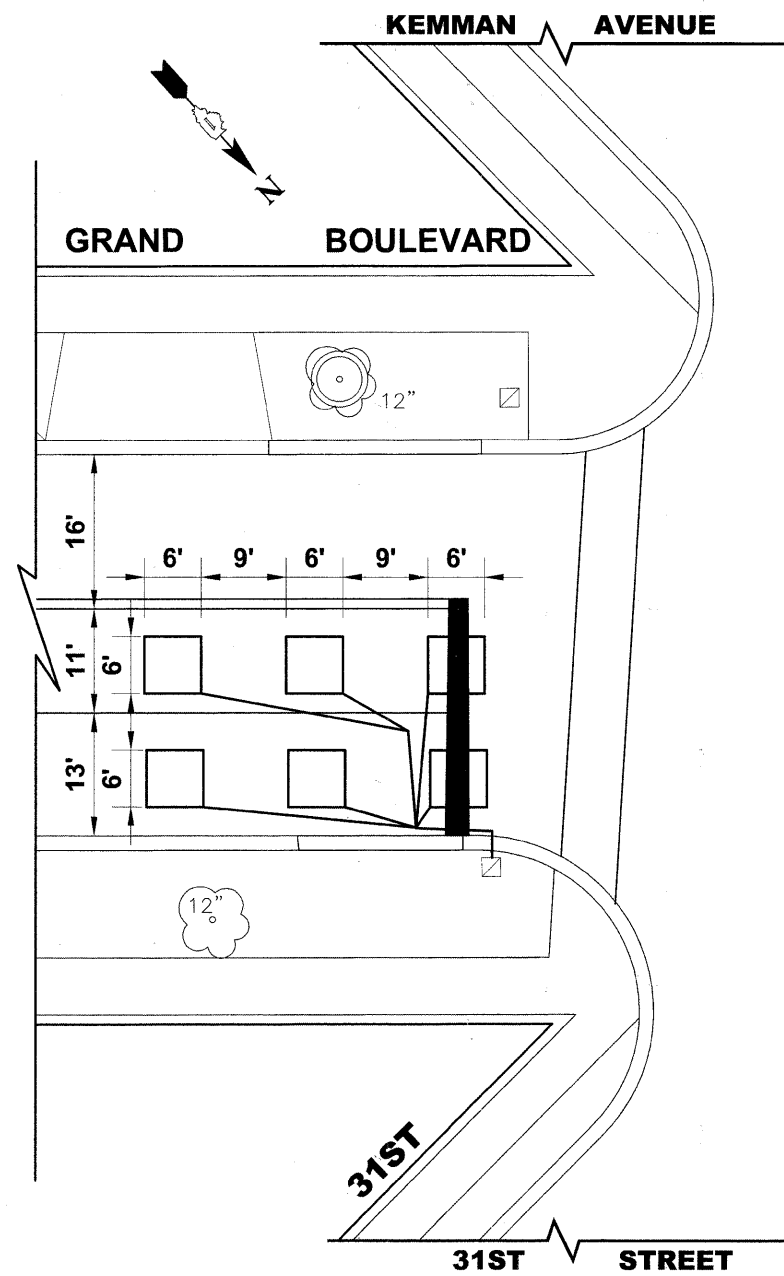 KEMMAN AVENUE
N
GRAND BOULEVARD
12"
16'
6' 9' 6' 9' 6'
11' 6'
13' 6'
12"
31ST
31ST STREET